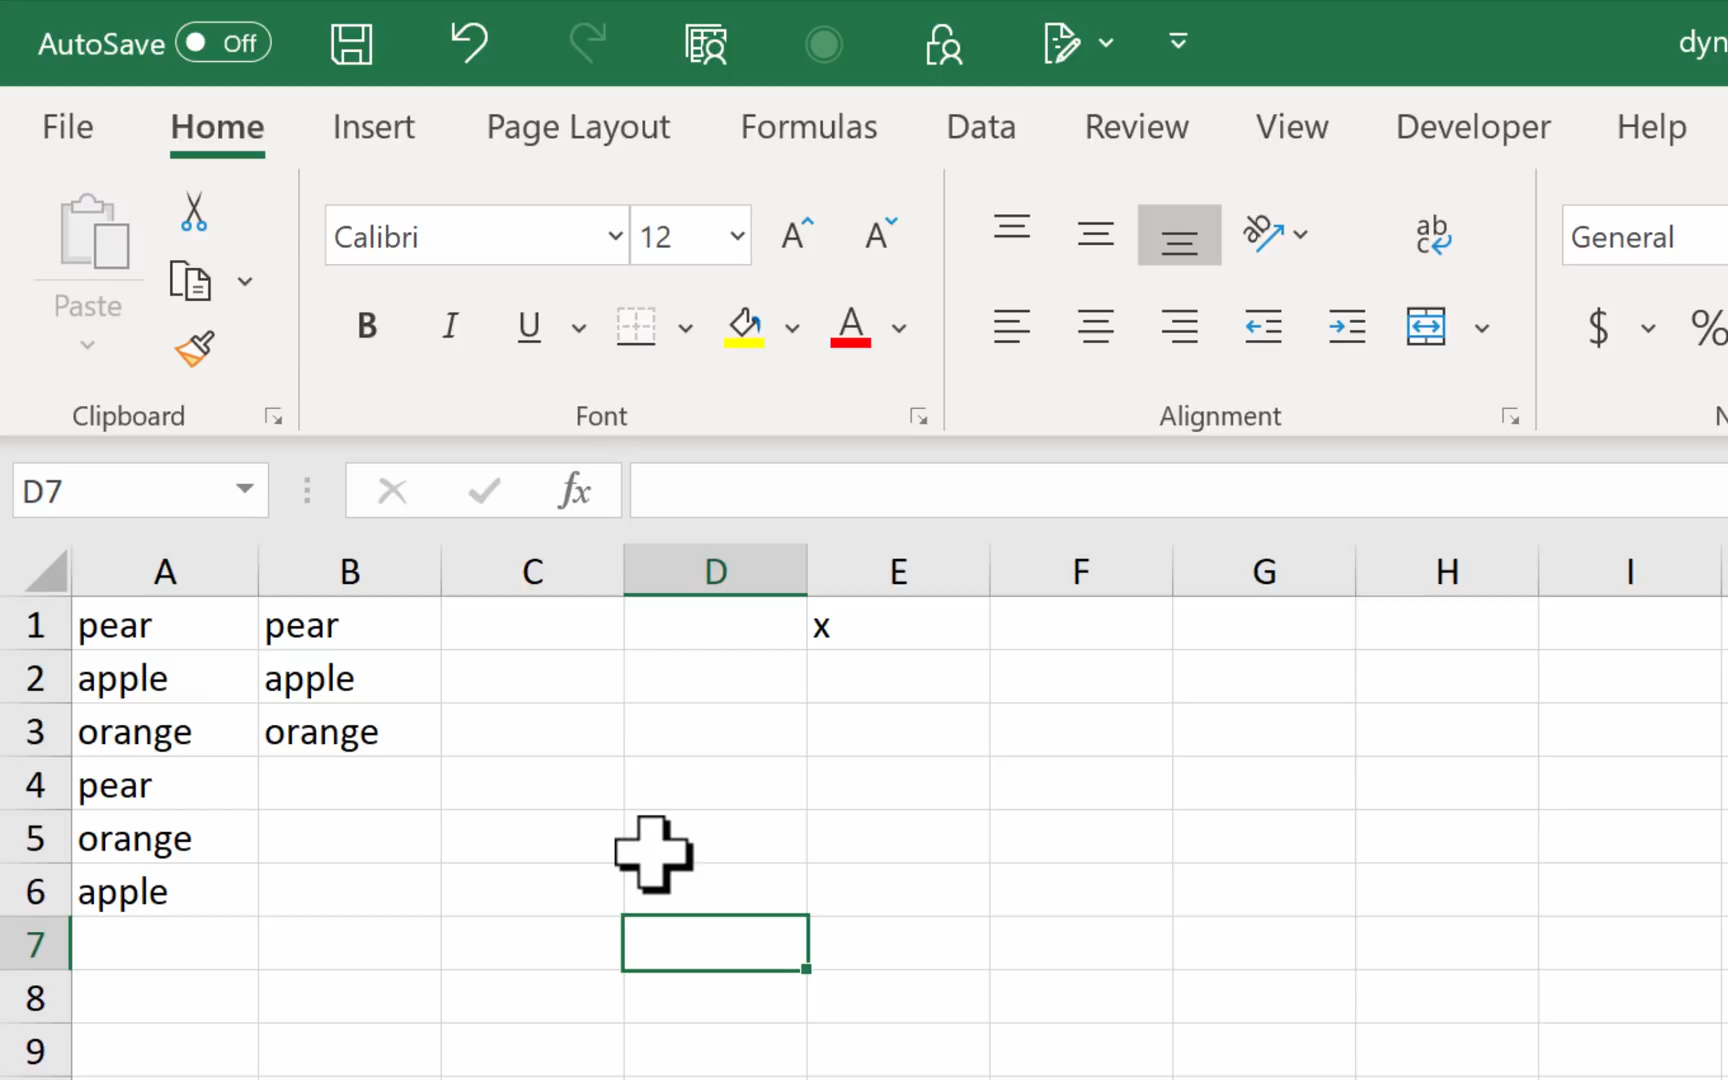 AutoSave Off dyn
File Home Insert Page Layout Formulas Data Review View Developer Help
Calibri 12 A A ab ab c General
Paste B I U A $ %
Clipboard Font Alignment N
D7 fx
A B C D E F G H I
1 pear pear x
2 apple apple
3 orange orange
4 pear
5 orange
6 apple
7
8
9